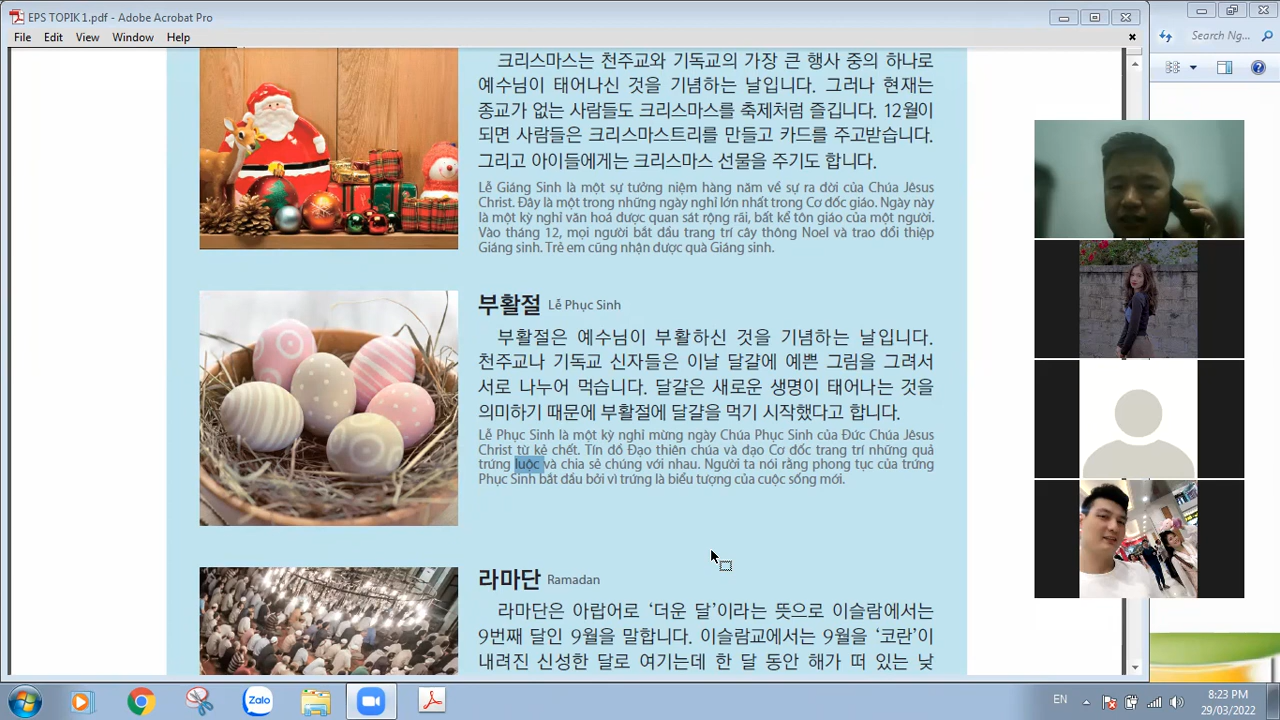 EPS TOPIK 1.pdf - Adobe Acrobat Pro
File Edit View Window Help
Search Ng...
크리스마스는 천주교와 기독교의 가장 큰 행사 중의 하나로
예수님이 태어나신 것을 기념하는 날입니다. 그러나 현재는
종교가 없는 사람들도 크리스마스를 축제처럼 즐깁니다. 12월이
되면 사람들은 크리스마스트리를 만들고 카드를 주고받습니다.
그리고 아이들에게는 크리스마스 선물을 주기도 합니다.
Lễ Giáng Sinh là một sự tưởng niệm hàng năm về sự ra đời của Chúa Jêsus
Christ. Đây là một trong những ngày nghỉ lớn nhất trong Cơ đốc giáo. Ngày này
là một kỳ nghỉ văn hoá được quan sát rộng rãi, bất kể tôn giáo của một người.
Vào tháng 12, mọi người bắt đầu trang trí cây thông Noel và trao đổi thiệp
Giáng sinh. Trẻ em cũng nhận được quà Giáng sinh.
부활절 Lễ Phục Sinh
부활절은 예수님이 부활하신 것을 기념하는 날입니다.
천주교나 기독교 신자들은 이날 달걀에 예쁜 그림을 그려서
서로 나누어 먹습니다. 달걀은 새로운 생명이 태어나는 것을
의미하기 때문에 부활절에 달걀을 먹기 시작했다고 합니다.
Lễ Phục Sinh là một kỳ nghỉ mừng ngày Chúa Phục Sinh của Đức Chúa Jêsus
Christ từ kẻ chết. Tín đồ Đạo thiên chúa và đạo Cơ đốc trang trí những quả
trứng luộc và chia sẻ chúng với nhau. Người ta nói rằng phong tục của trứng
Phục Sinh bắt đầu bởi vì trứng là biểu tượng của cuộc sống mới.
라마단 Ramadan
라마단은 아랍어로 ‘더운 달’이라는 뜻으로 이슬람에서는
9번째 달인 9월을 말합니다. 이슬람교에서는 9월을 ‘코란’이
내려진 신성한 달로 여기는데 한 달 동안 해가 떠 있는 낮
Zalo
EN
8:23 PM
29/03/2022